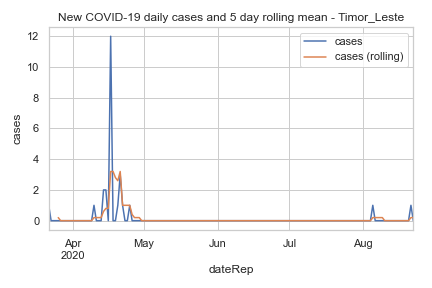 New COVID-19 daily cases and 5 day rolling mean - Timor_Leste
cases
cases (rolling)
12
10
8
6
4
2
0
cases
Apr
2020
May
Jun
Jul
Aug
dateRep